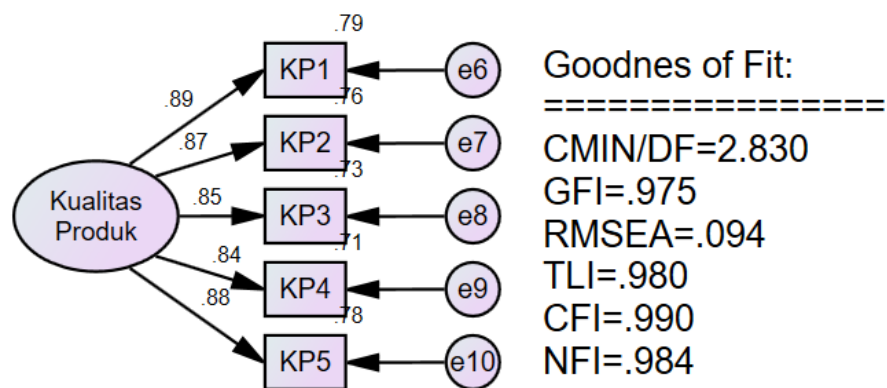 .79
KP1
e6
.89
.76
KP2
e7
.87
.73
Kualitas
Produk
.85
KP3
e8
.71
.84
KP4
e9
.78
.88
KP5
e10
Goodnes of Fit:
================
CMIN/DF=2.830
GFI=.975
RMSEA=.094
TLI=.980
CFI=.990
NFI=.984